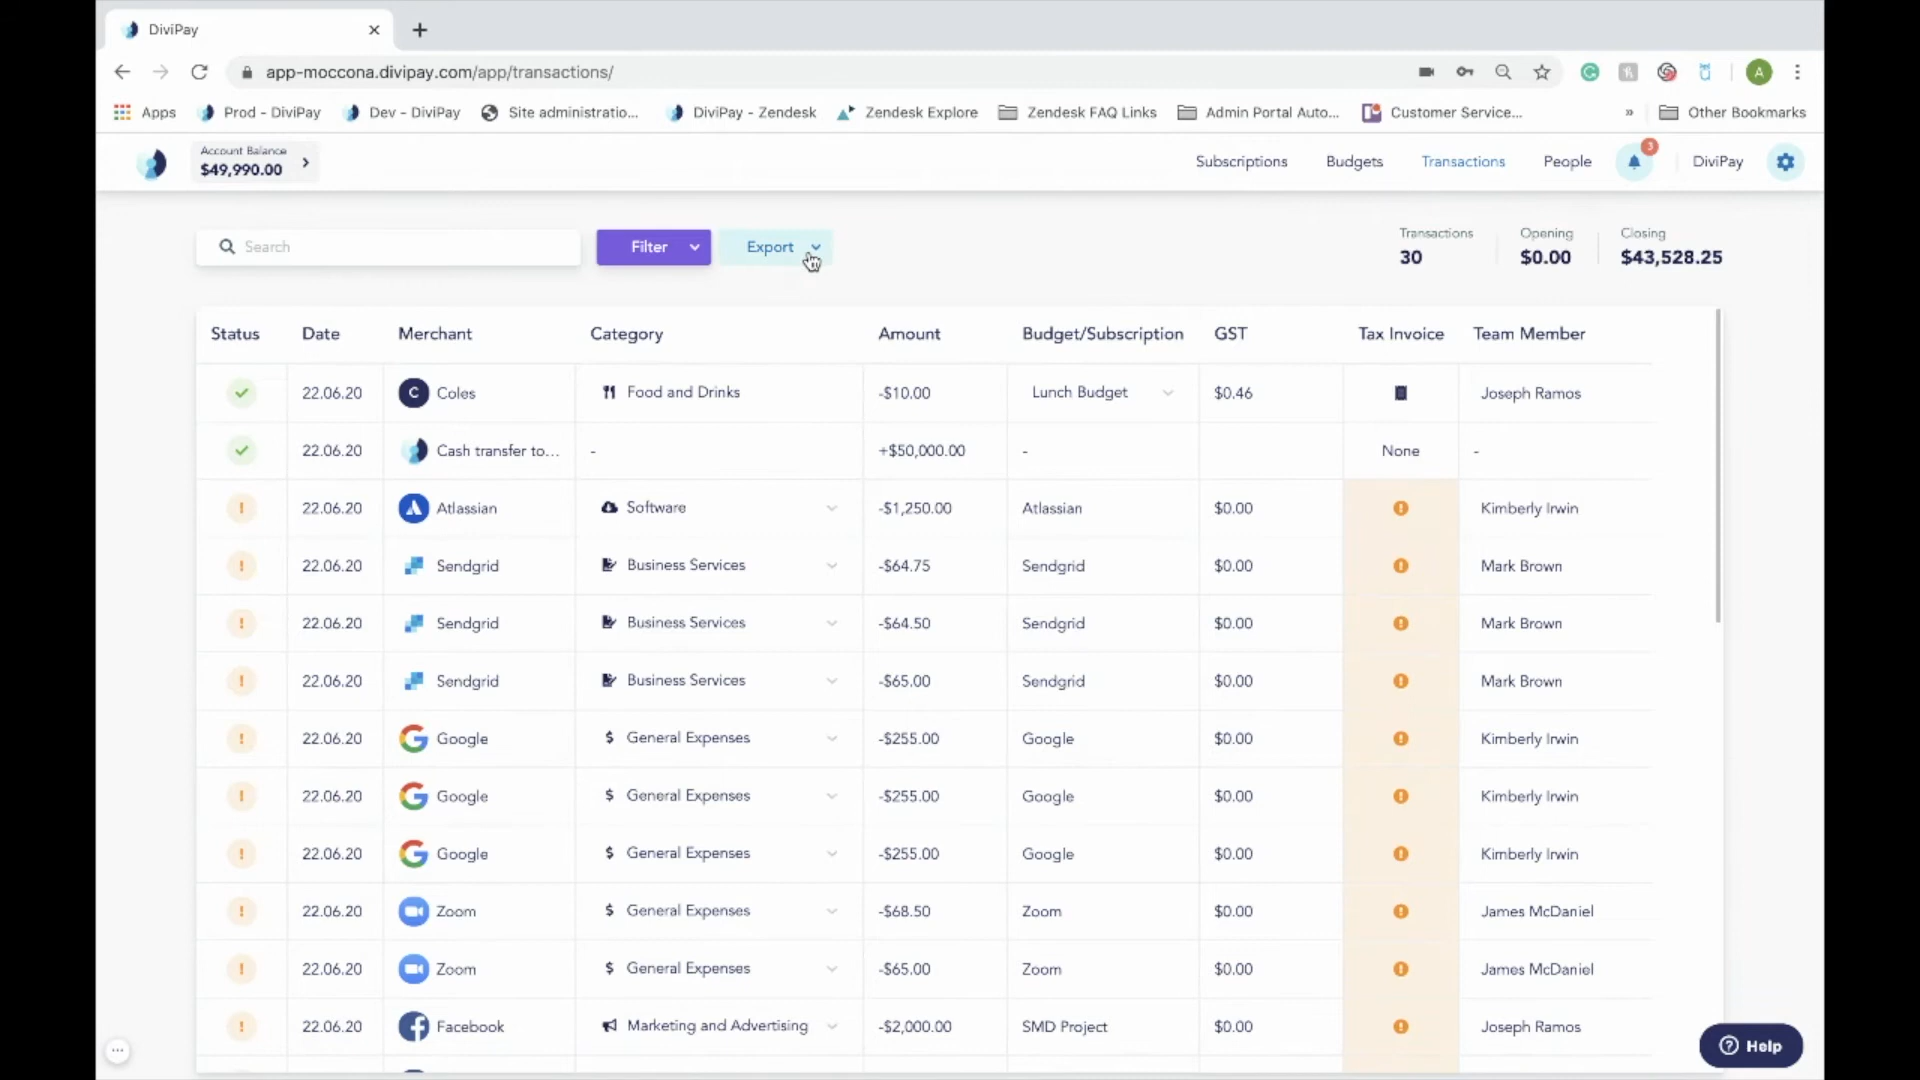 DiviPay
app-moccona.divipay.com/app/transactions/
A
Apps Prod - DiviPay Dev - DiviPay Site administratio... DiviPay - Zendesk Zendesk Explore Zendesk FAQ Links Admin Portal Auto... Customer Service... » Other Bookmarks
Account Balance
$49,990.00
Subscriptions Budgets Transactions People 3 DiviPay
Search Filter Export
Transactions Opening Closing
30 $0.00 $43,528.25
Status Date Merchant Category Amount Budget/Subscription GST Tax Invoice Team Member
22.06.20 C Coles Food and Drinks -$10.00 Lunch Budget $0.46 Joseph Ramos
22.06.20 Cash transfer to... - +$50,000.00 - None -
! 22.06.20 Atlassian Software -$1,250.00 Atlassian $0.00 ! Kimberly Irwin
! 22.06.20 Sendgrid Business Services -$64.75 Sendgrid $0.00 ! Mark Brown
! 22.06.20 Sendgrid Business Services -$64.50 Sendgrid $0.00 ! Mark Brown
! 22.06.20 Sendgrid Business Services -$65.00 Sendgrid $0.00 ! Mark Brown
! 22.06.20 Google $ General Expenses -$255.00 Google $0.00 ! Kimberly Irwin
! 22.06.20 Google $ General Expenses -$255.00 Google $0.00 ! Kimberly Irwin
! 22.06.20 Google $ General Expenses -$255.00 Google $0.00 ! Kimberly Irwin
! 22.06.20 Zoom $ General Expenses -$68.50 Zoom $0.00 ! James McDaniel
! 22.06.20 Zoom $ General Expenses -$65.00 Zoom $0.00 ! James McDaniel
! 22.06.20 Facebook Marketing and Advertising -$2,000.00 SMD Project $0.00 ! Joseph Ramos
? Help